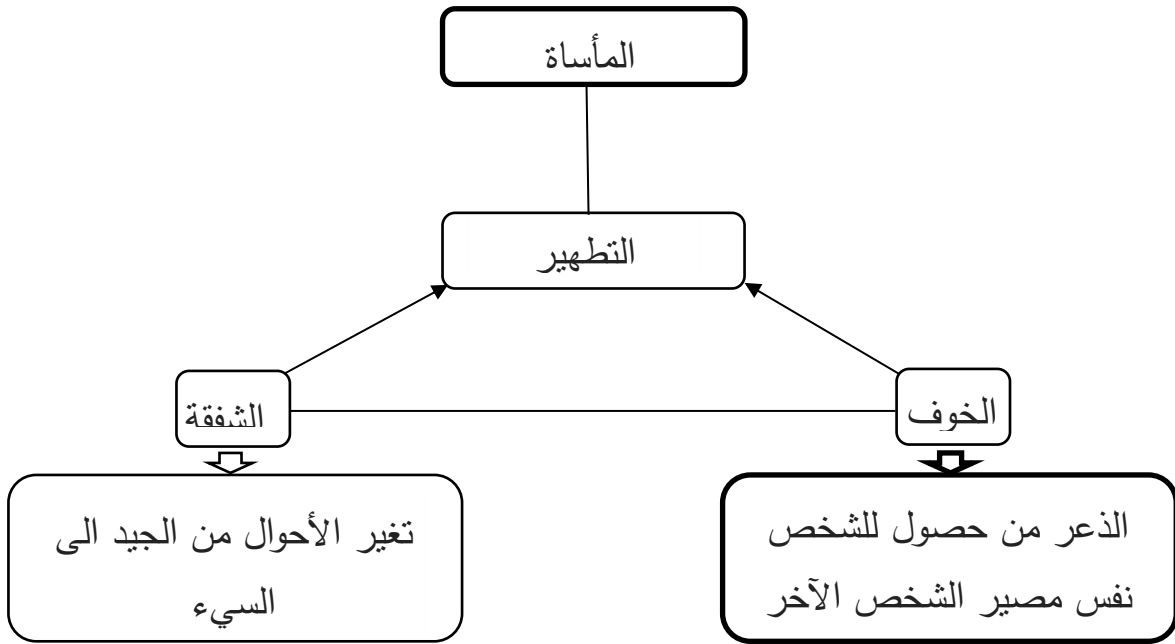 المأساة
التطهير
الخوف
الشفقة
الذعر من حصول للشخص
نفس مصير الشخص الآخر
تغير الأحوال من الجيد الى
السيء